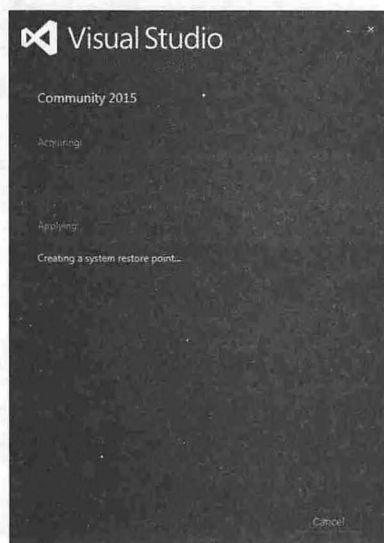 Visual Studio
Community 2015
Acquiring:
Applying:
Creating a system restore point...
Cancel